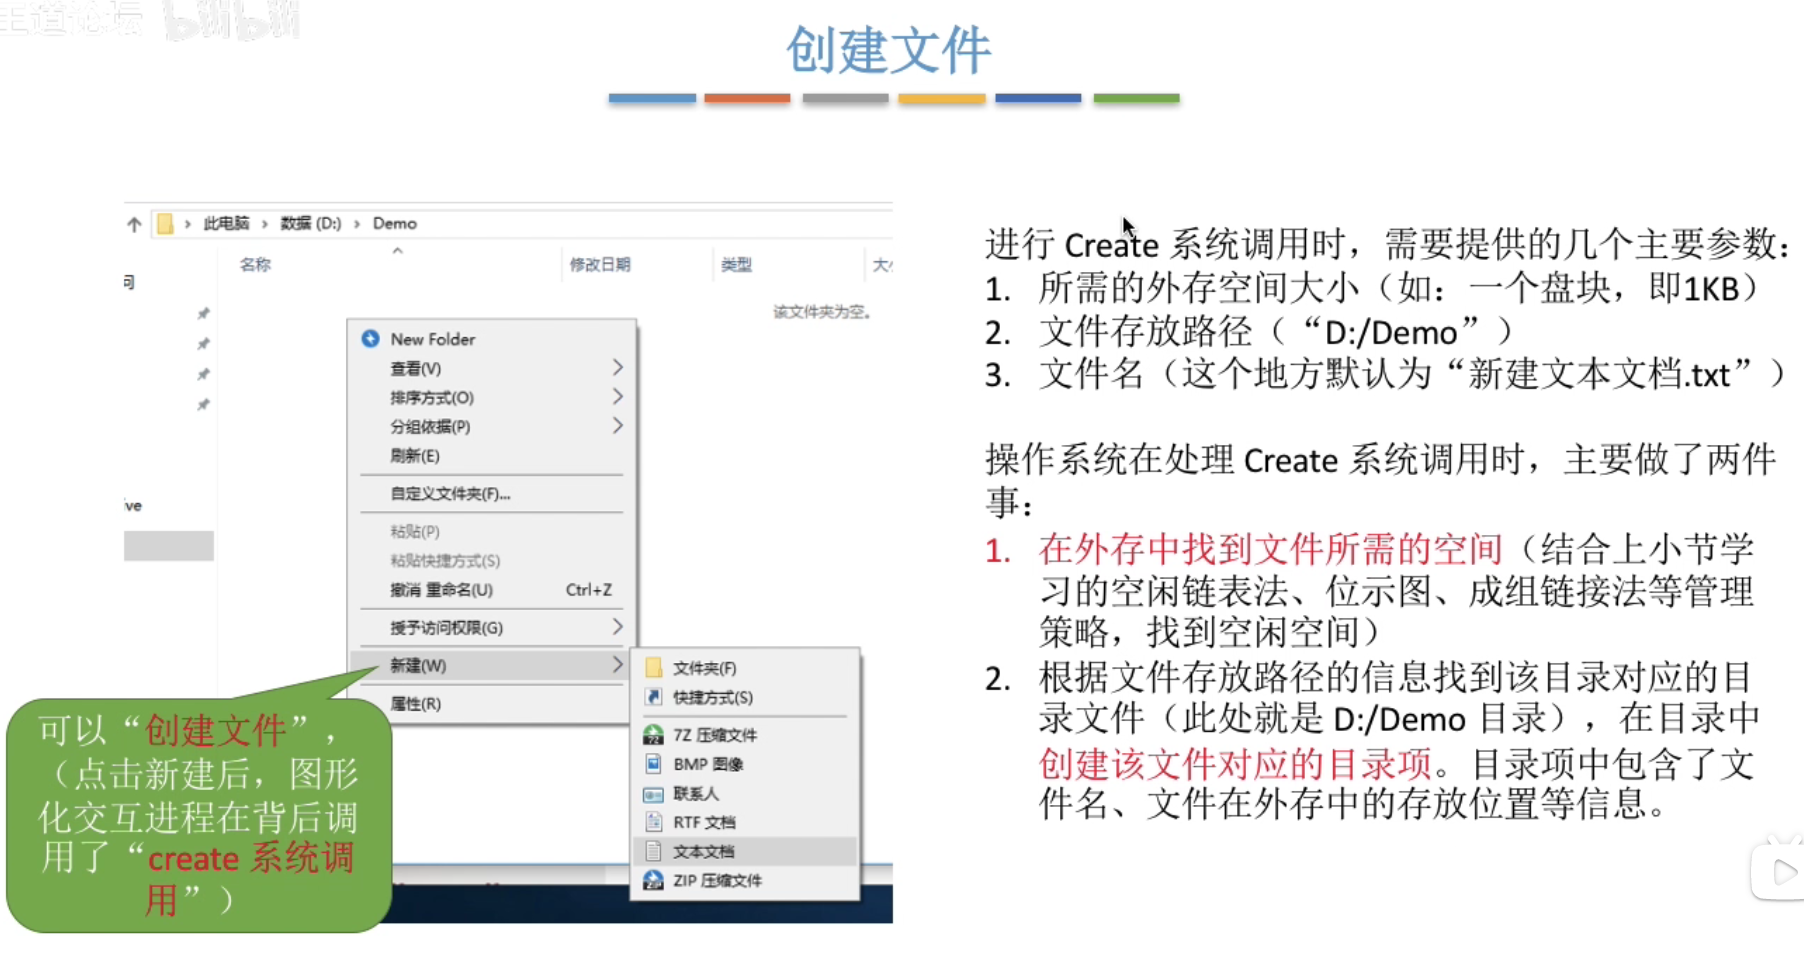 王道论坛 bilibili
创建文件
此电脑 › 数据 (D:) › Demo
名称 修改日期 类型
该文件夹为空。
New Folder
查看(V)
排序方式(O)
分组依据(P)
刷新(E)
自定义文件夹(F)...
粘贴(P)
粘贴快捷方式(S)
撤消 重命名(U) Ctrl+Z
授予访问权限(G)
新建(W)
属性(R)
文件夹(F)
快捷方式(S)
7Z 压缩文件
BMP 图像
联系人
RTF 文档
文本文档
ZIP 压缩文件
可以“创建文件”，
（点击新建后，图形
化交互进程在背后调
用了“create 系统调
用”）
进行 Create 系统调用时，需要提供的几个主要参数：
1. 所需的外存空间大小（如：一个盘块，即1KB）
2. 文件存放路径（“D:/Demo”）
3. 文件名（这个地方默认为“新建文本文档.txt”）
操作系统在处理 Create 系统调用时，主要做了两件
事：
1. 在外存中找到文件所需的空间（结合上小节学
习的空闲链表法、位示图、成组链接法等管理
策略，找到空闲空间）
2. 根据文件存放路径的信息找到该目录对应的目
录文件（此处就是 D:/Demo 目录），在目录中
创建该文件对应的目录项。目录项中包含了文
件名、文件在外存中的存放位置等信息。